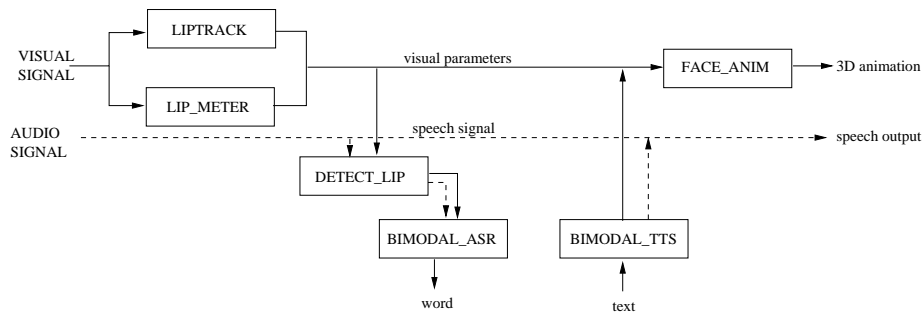 LIPTRACK
VISUAL
SIGNAL
visual parameters
FACE_ANIM
3D animation
LIP_METER
AUDIO
SIGNAL
speech signal
speech output
DETECT_LIP
BIMODAL_ASR
BIMODAL_TTS
word
text